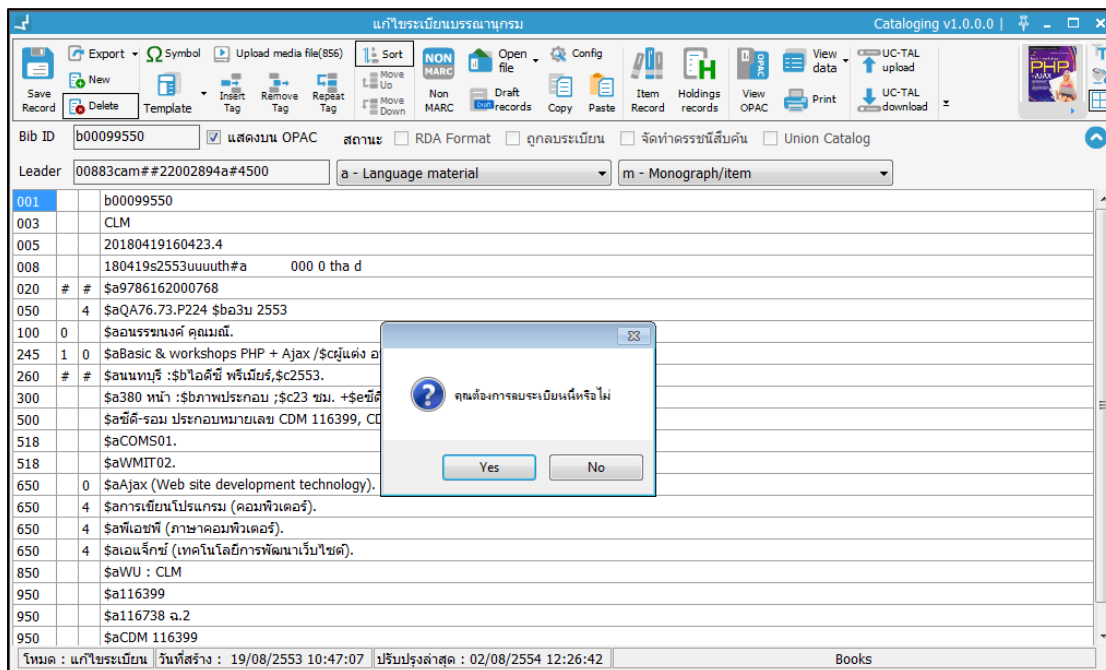 แก้ไขระเบียนบรรณานุกรม Cataloging v1.0.0.0 |
Save Record
Export
Symbol
Upload media file(856)
New
Delete
Template
Insert Tag
Remove Tag
Repeat Tag
Sort
Move Up
Move Down
NON MARC
Non MARC
Open file
Draft records
Config
Copy
Paste
Item Record
Holdings records
OPAC
View OPAC
View data
Print
UC-TAL upload
UC-TAL download
PHP
+AJAX
Bib ID b00099550 แสดงบน OPAC สถานะ RDA Format ถูกลบระเบียน จัดทำดรรชนีสืบค้น Union Catalog
Leader 00883cam##22002894a#4500 a - Language material m - Monograph/item
001 b00099550
003 CLM
005 20180419160423.4
008 180419s2553uuuuth#a 000 0 tha d
020 # # $a9786162000768
050 4 $aQA76.73.P224 $bอ3บ 2553
100 0 $aอนรรฆนงค์ คุณมณี.
245 1 0 $aBasic & workshops PHP + Ajax /$cผู้แต่ง
260 # # $aนนทบุรี :$bไอดีซี พรีเมียร์,$c2553.
300 $a380 หน้า :$bภาพประกอบ ;$c23 ซม. +$eซีดี
500 $aซีดี-รอม ประกอบหมายเลข CDM 116399,
518 $aCOMS01.
518 $aWMIT02.
650 0 $aAjax (Web site development technology).
650 4 $aการเขียนโปรแกรม (คอมพิวเตอร์).
650 4 $aพีเอชพี (ภาษาคอมพิวเตอร์).
650 4 $aเอแจ็กซ์ (เทคโนโลยีการพัฒนาเว็บไซต์).
850 $aWU : CLM
950 $a116399
950 $a116738 ฉ.2
950 $aCDM 116399
คุณต้องการลบระเบียนนี้หรือไม่
Yes No
โหมด : แก้ไขระเบียน วันที่สร้าง : 19/08/2553 10:47:07 ปรับปรุงล่าสุด : 02/08/2554 12:26:42 Books